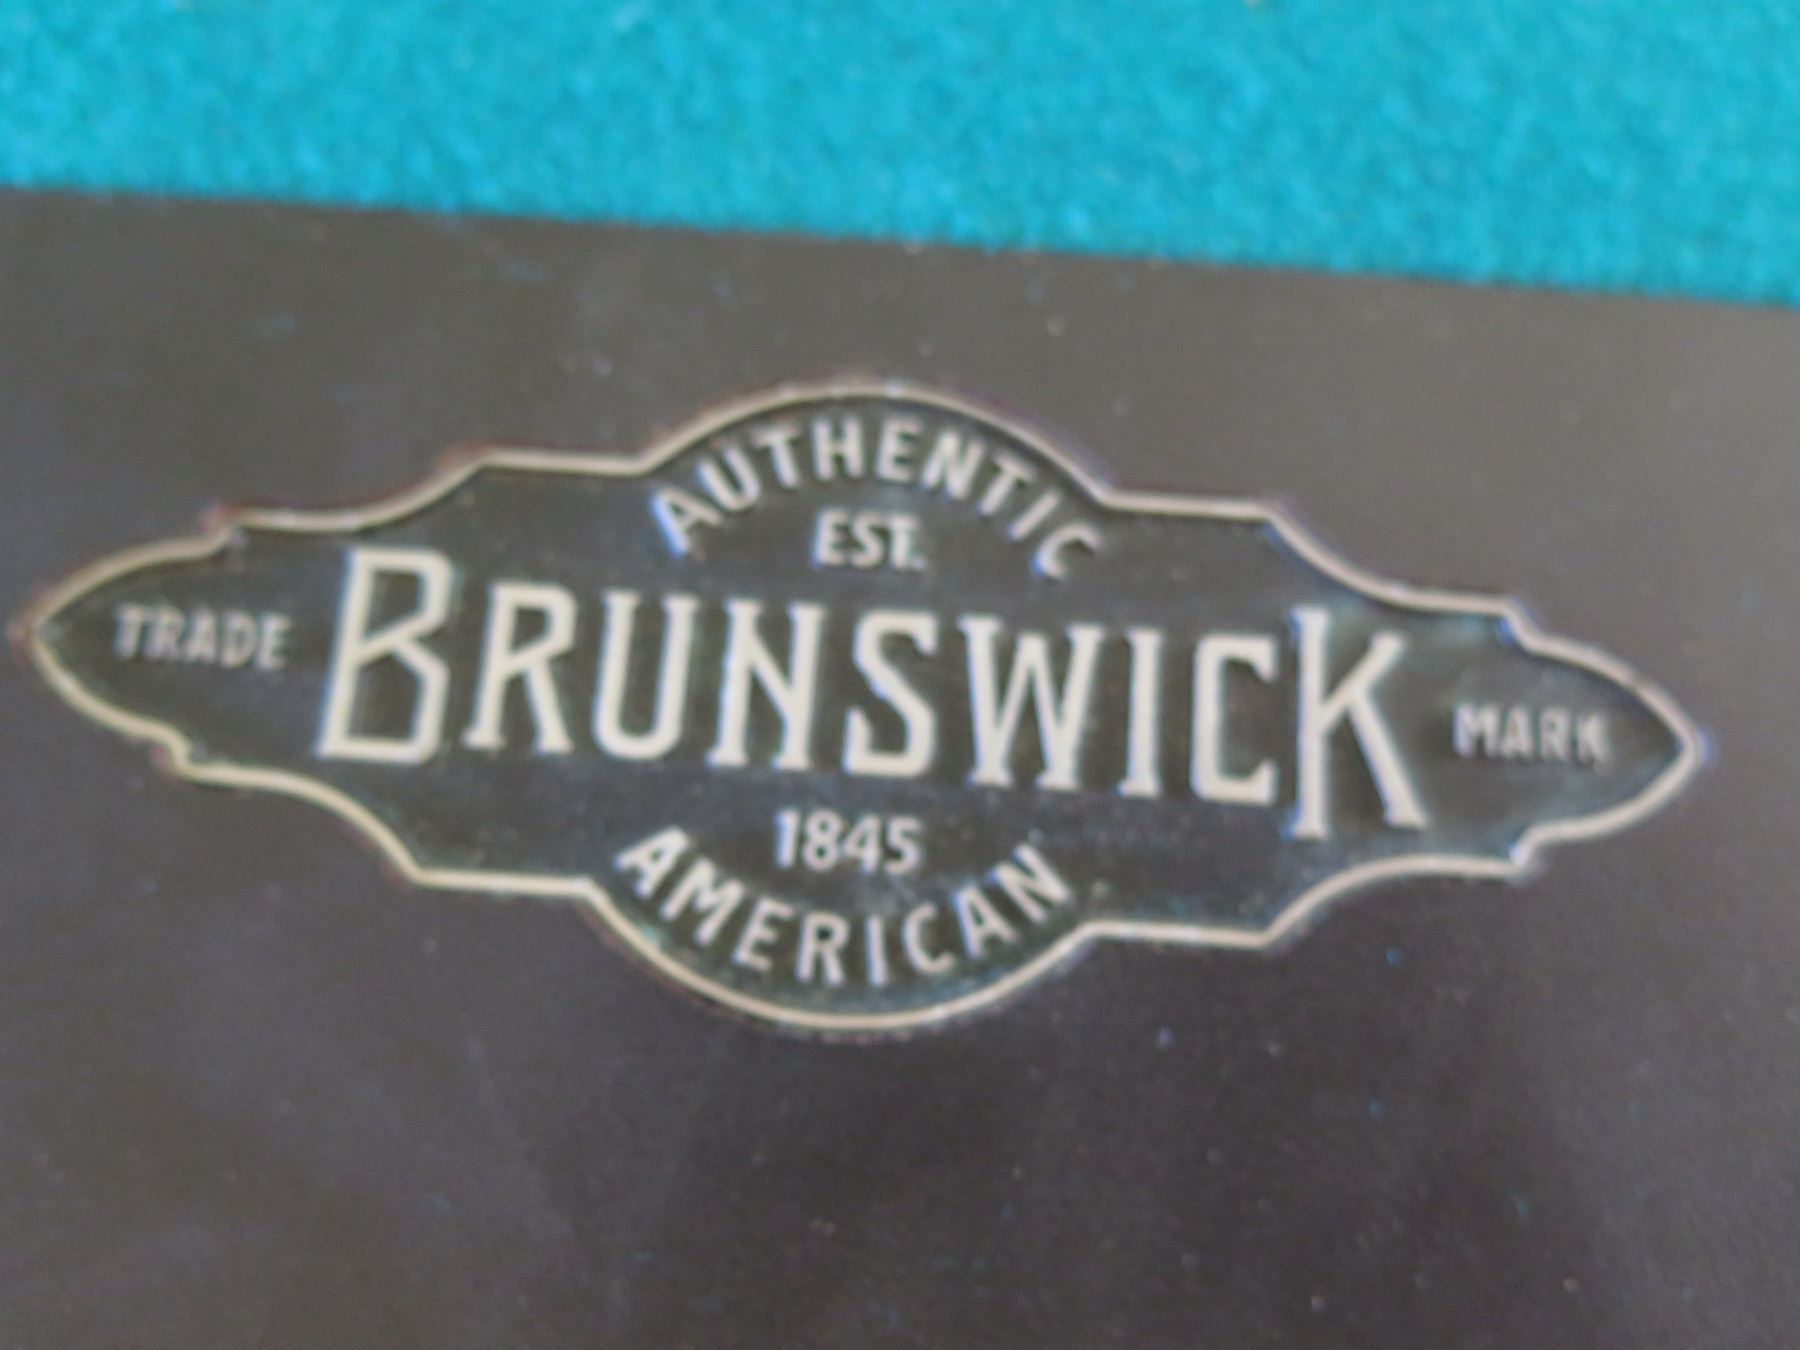 AUTHENTIC
EST.
TRADE BRUNSWICK MARK
1845
AMERICAN